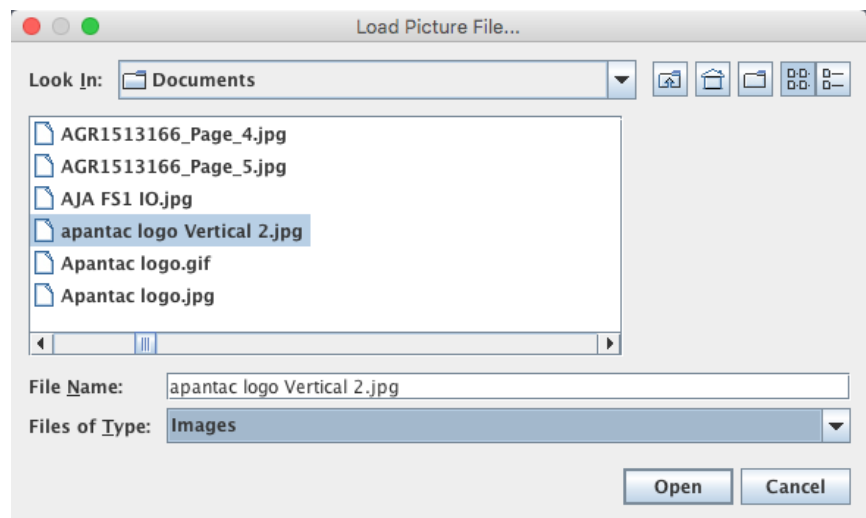 Load Picture File...
Look In: Documents
AGR1513166_Page_4.jpg
AGR1513166_Page_5.jpg
AJA FS1 IO.jpg
apantac logo Vertical 2.jpg
Apantac logo.gif
Apantac logo.jpg
File Name: apantac logo Vertical 2.jpg
Files of Type: Images
Open Cancel